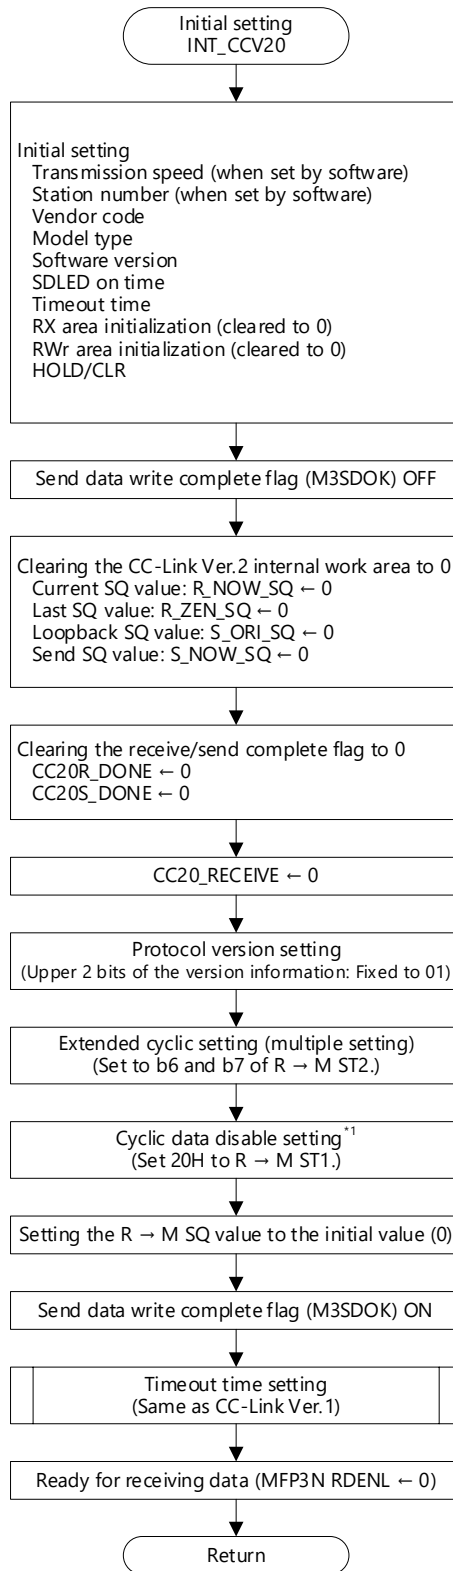 Initial setting
INT_CCV20
Initial setting
Transmission speed (when set by software)
Station number (when set by software)
Vendor code
Model type
Software version
SDLED on time
Timeout time
RX area initialization (cleared to 0)
RWr area initialization (cleared to 0)
HOLD/CLR
Send data write complete flag (M3SDOK) OFF
Clearing the CC-Link Ver.2 internal work area to 0
Current SQ value: R_NOW_SQ ← 0
Last SQ value: R_ZEN_SQ ← 0
Loopback SQ value: S_ORI_SQ ← 0
Send SQ value: S_NOW_SQ ← 0
Clearing the receive/send complete flag to 0
CC20R_DONE ← 0
CC20S_DONE ← 0
CC20_RECEIVE ← 0
Protocol version setting
(Upper 2 bits of the version information: Fixed to 01)
Extended cyclic setting (multiple setting)
(Set to b6 and b7 of R → M ST2.)
Cyclic data disable setting*1
(Set 20H to R → M ST1.)
Setting the R → M SQ value to the initial value (0)
Send data write complete flag (M3SDOK) ON
Timeout time setting
(Same as CC-Link Ver.1)
Ready for receiving data (MFP3N RDENL ← 0)
Return